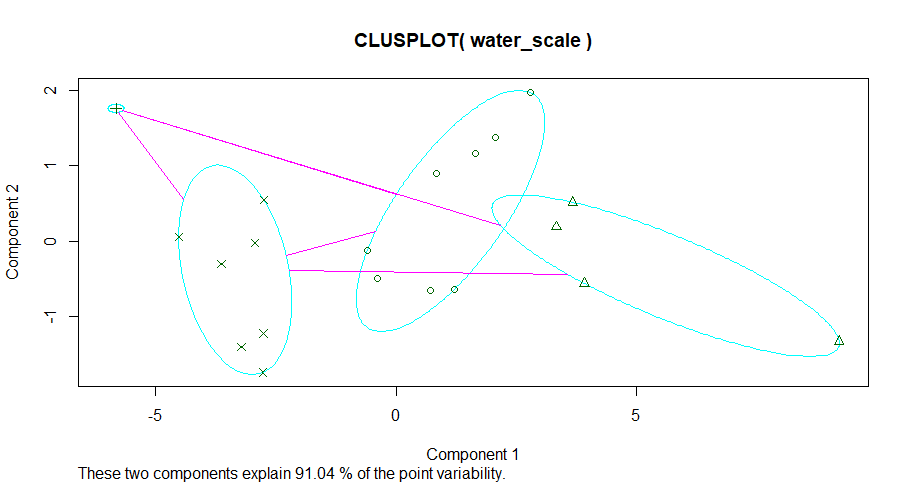 CLUSPLOT( water_scale )
2
1
0
-1
Component 2
-5
0
5
Component 1
These two components explain 91.04 % of the point variability.